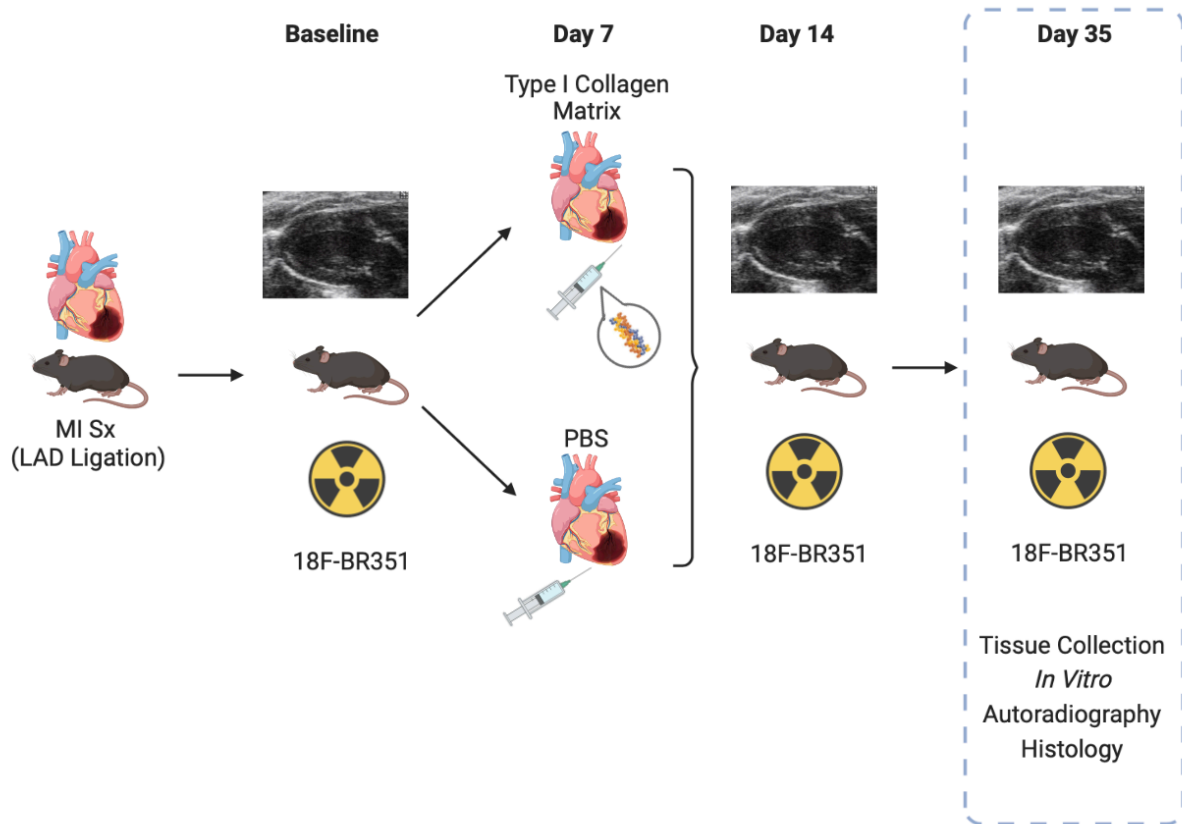 Baseline
Day 7
Day 14
Day 35
Type I Collagen
Matrix
MI Sx
(LAD Ligation)
PBS
18F-BR351
18F-BR351
18F-BR351
Tissue Collection
In Vitro
Autoradiography
Histology